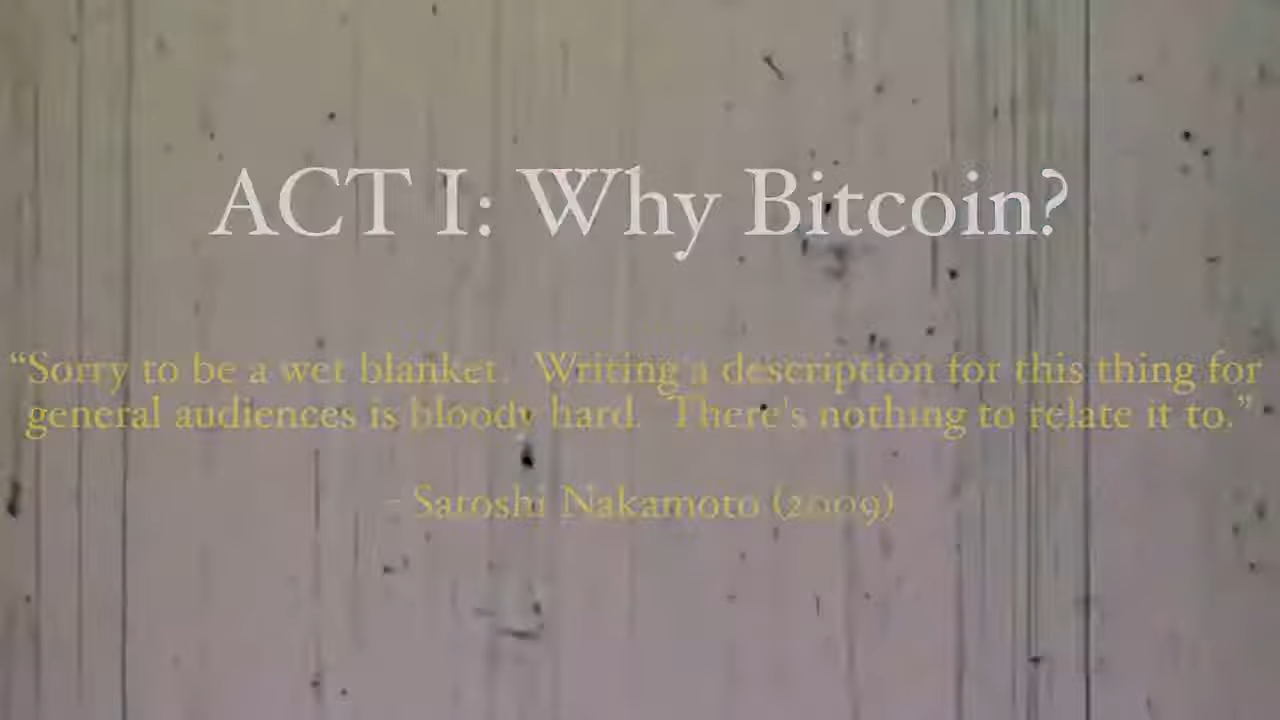 ACT I: Why Bitcoin?
“Sorry to be a wet blanket.  Writing a description for this thing for
general audiences is bloody hard.  There's nothing to relate it to.”
- Satoshi Nakamoto (2009)